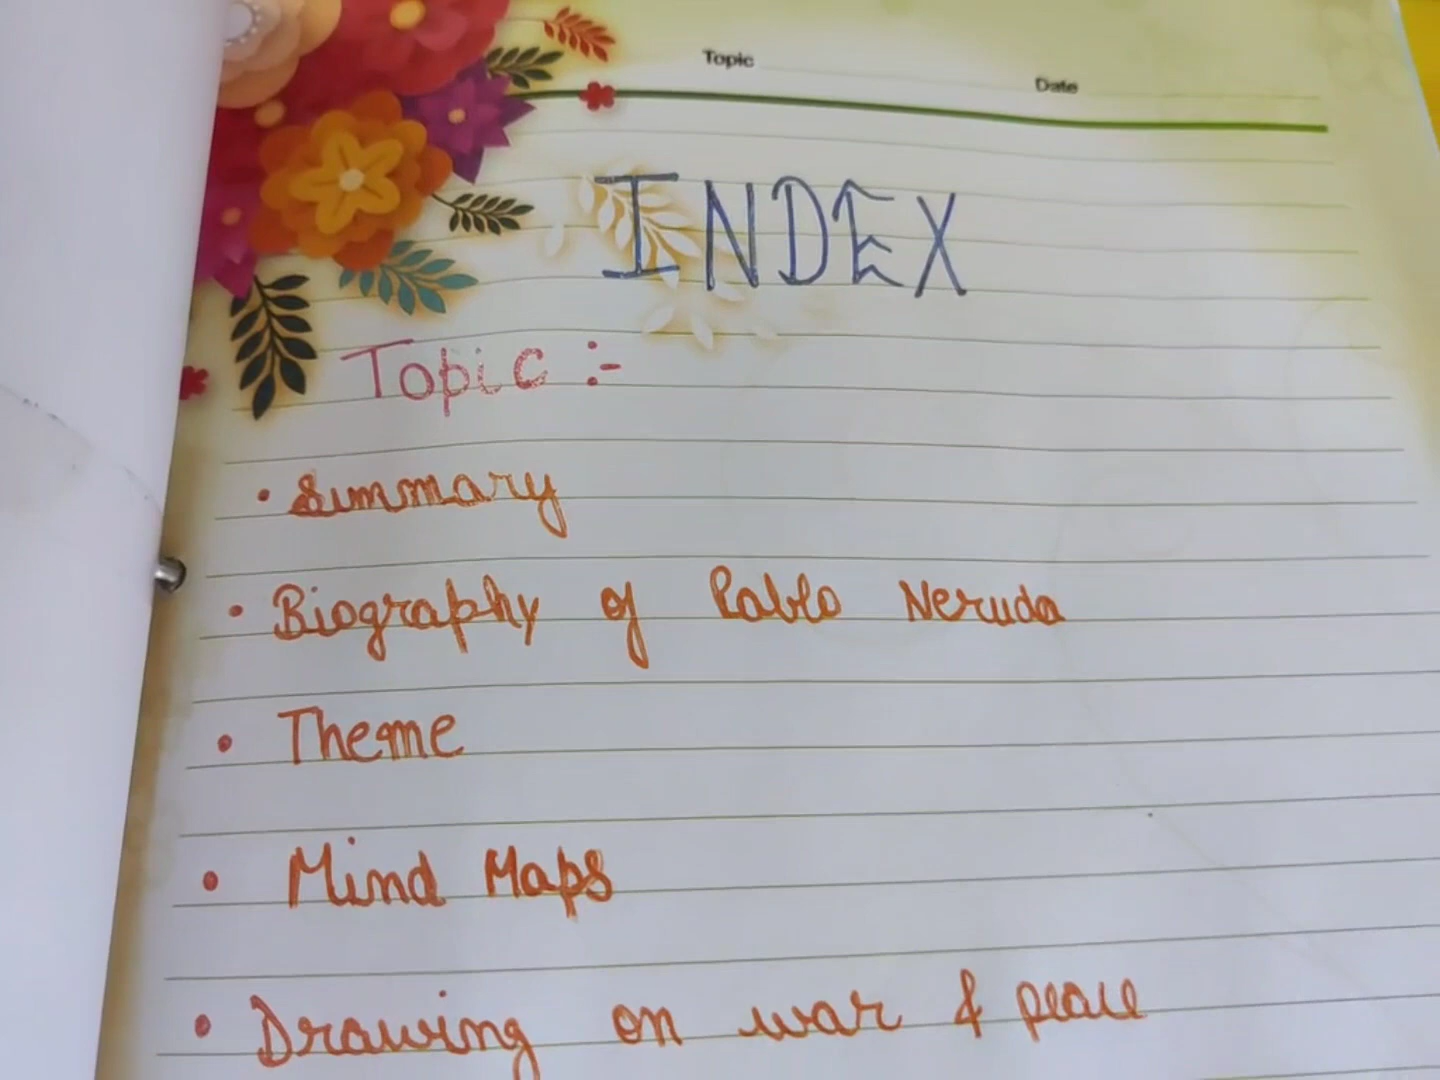 Topic
Date
INDEX
Topic :-
• Summary
• Biography of Pablo Neruda
• Theme
• Mind Maps
• Drawing on war & peace